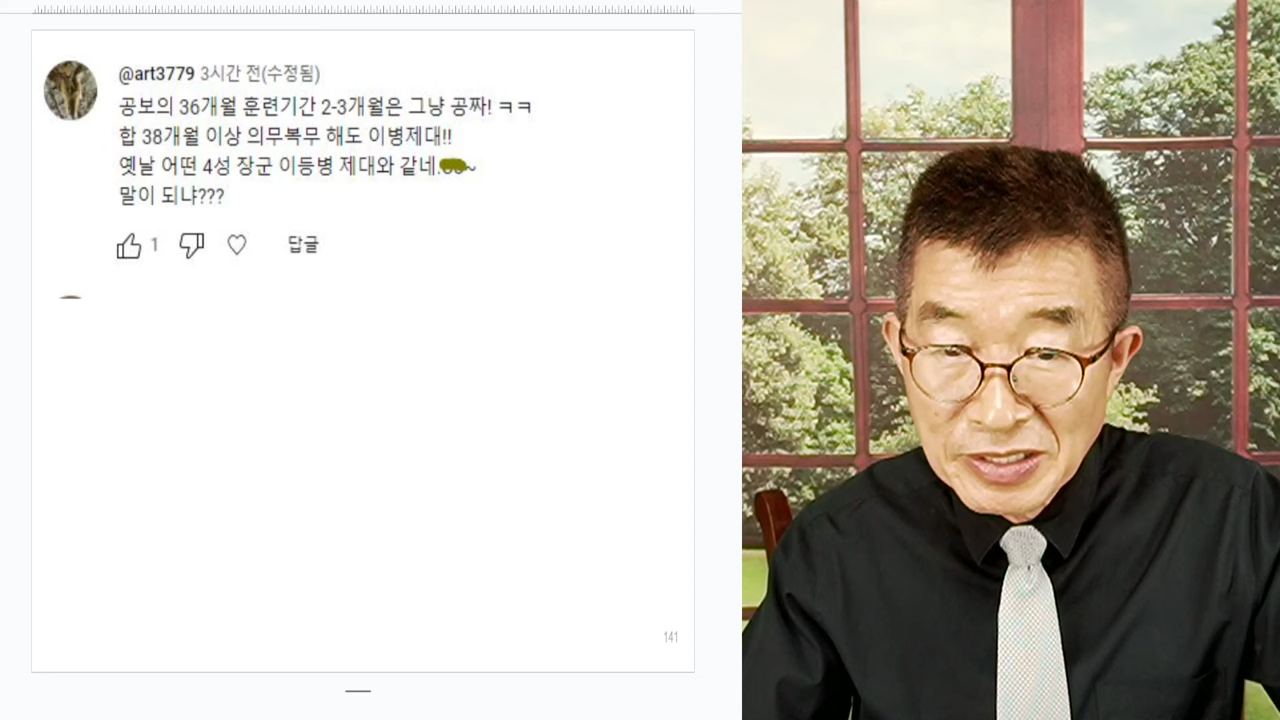 @art3779 3시간 전(수정됨)
공보의 36개월 훈련기간 2-3개월은 그냥 공짜! ㅋㅋ
합 38개월 이상 의무복무 해도 이병제대!!
옛날 어떤 4성 장군 이등병 제대와 같네.~
말이 되냐???
1 답글
141